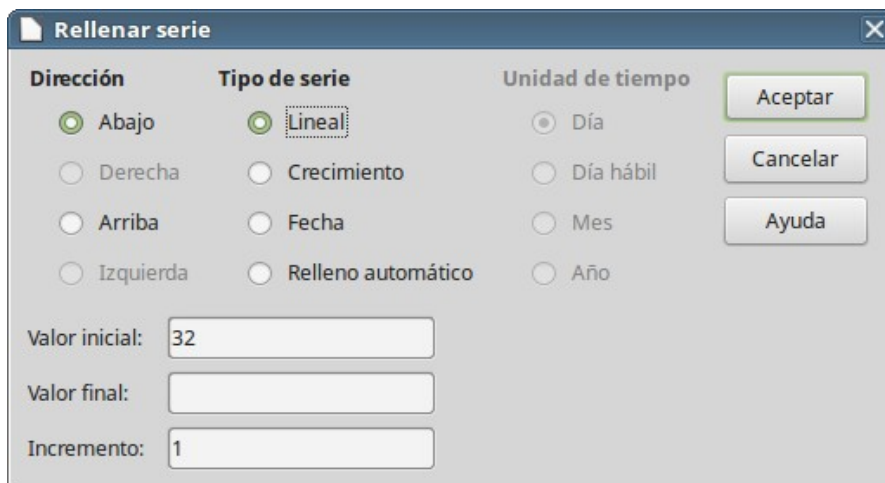 Rellenar serie
Dirección Tipo de serie Unidad de tiempo
Aceptar
Abajo Lineal Día
Cancelar
Derecha Crecimiento Día hábil
Arriba Fecha Mes
Ayuda
Izquierda Relleno automático Año
Valor inicial: 32
Valor final:
Incremento: 1